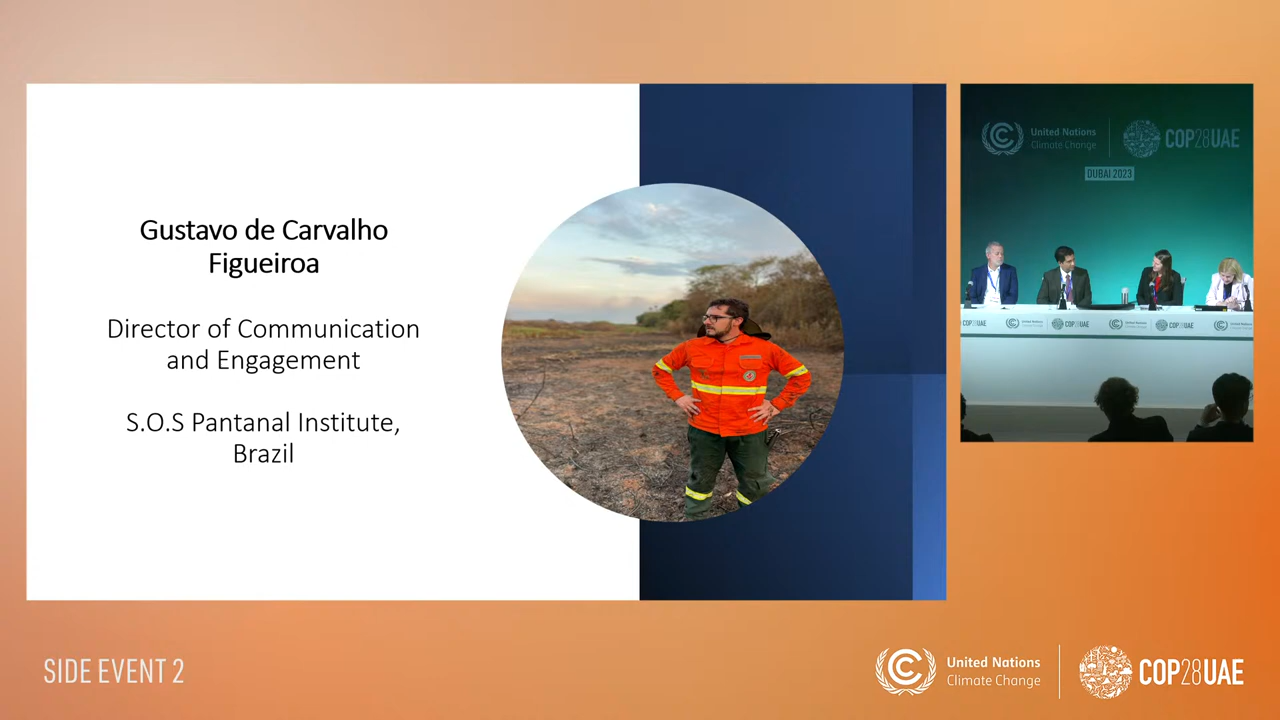 Gustavo de Carvalho
Figueiroa
Director of Communication
and Engagement
S.O.S Pantanal Institute,
Brazil
United Nations
Climate Change
COP28UAE
DUBAI 2023
SIDE EVENT 2
United Nations
Climate Change
COP28UAE